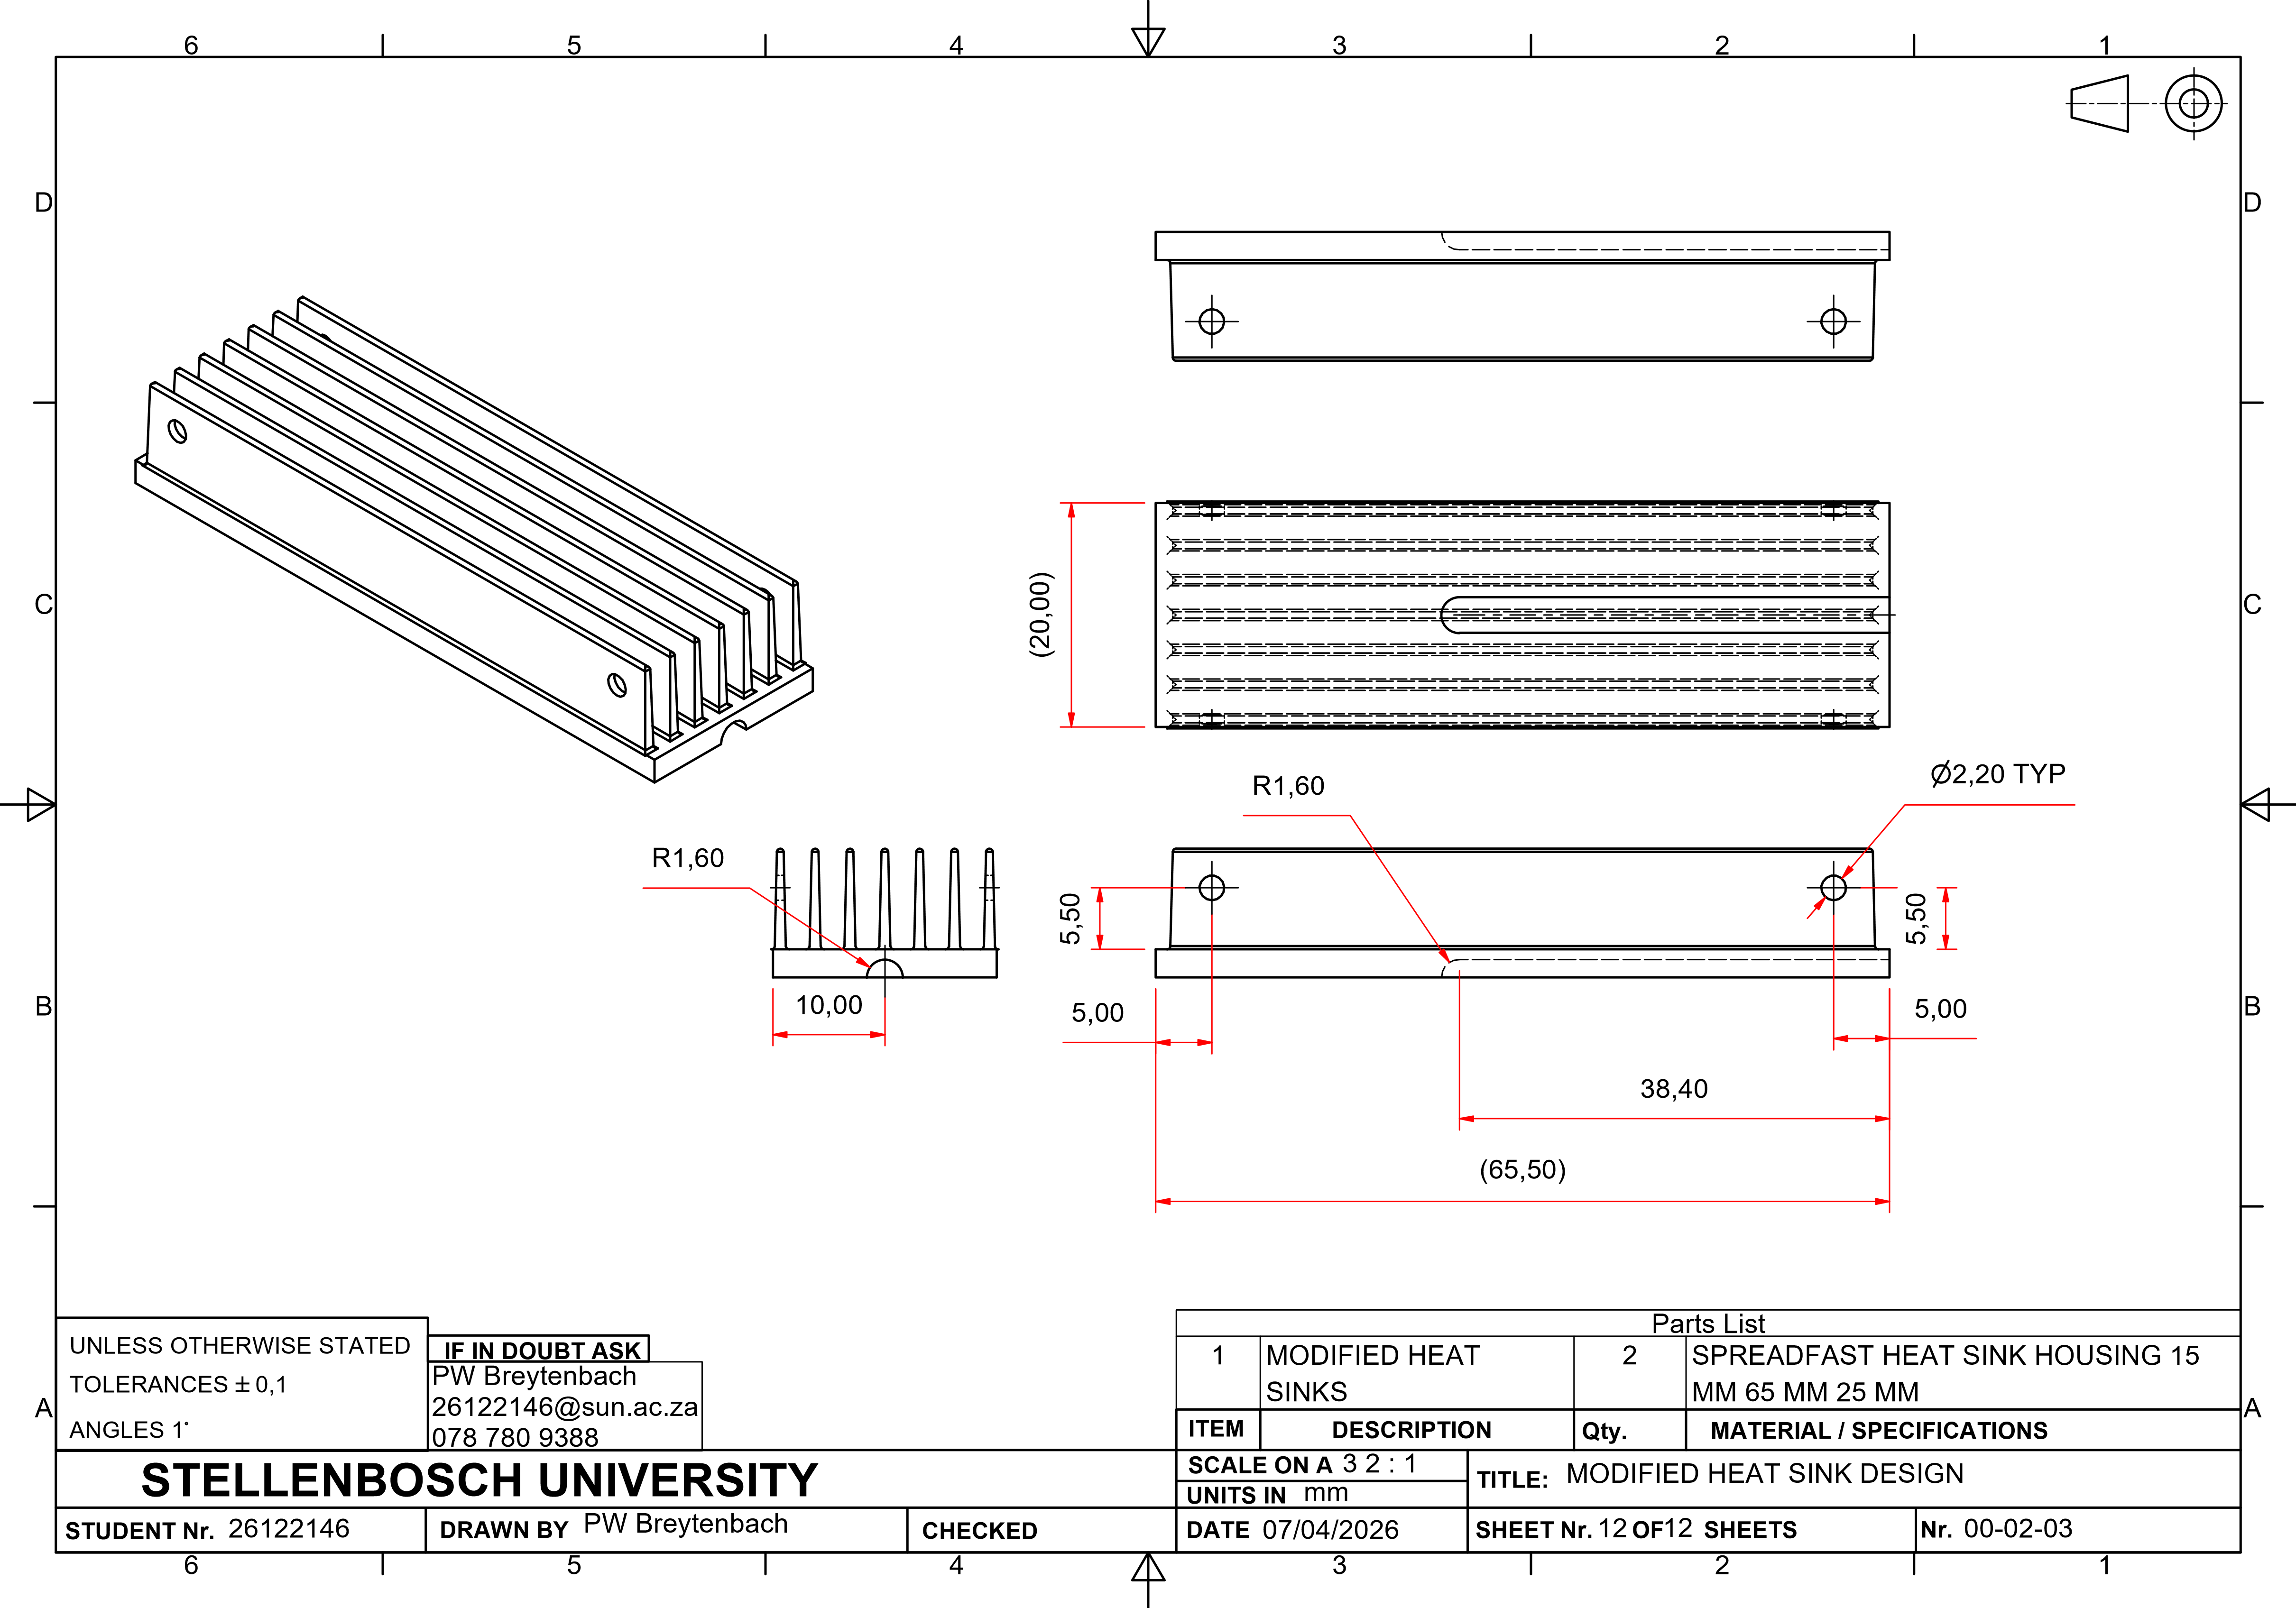 6 5 4 3 2 1
D D
C C
(20,00)
R1,60
Ø2,20 TYP
R1,60
5,50
5,50
B B
10,00
5,00
5,00
38,40
(65,50)
A A
UNLESS OTHERWISE STATED
TOLERANCES ± 0,1
ANGLES 1°
IF IN DOUBT ASK
PW Breytenbach
26122146@sun.ac.za
078 780 9388
Parts List
1 MODIFIED HEAT SINKS 2 SPREADFAST HEAT SINK HOUSING 15 MM 65 MM 25 MM
ITEM DESCRIPTION Qty. MATERIAL / SPECIFICATIONS
STELLENBOSCH UNIVERSITY
SCALE ON A 3 2 : 1
UNITS IN mm
TITLE: MODIFIED HEAT SINK DESIGN
STUDENT Nr. 26122146 DRAWN BY PW Breytenbach CHECKED DATE 07/04/2026 SHEET Nr. 12 OF 12 SHEETS Nr. 00-02-03
6 5 4 3 2 1